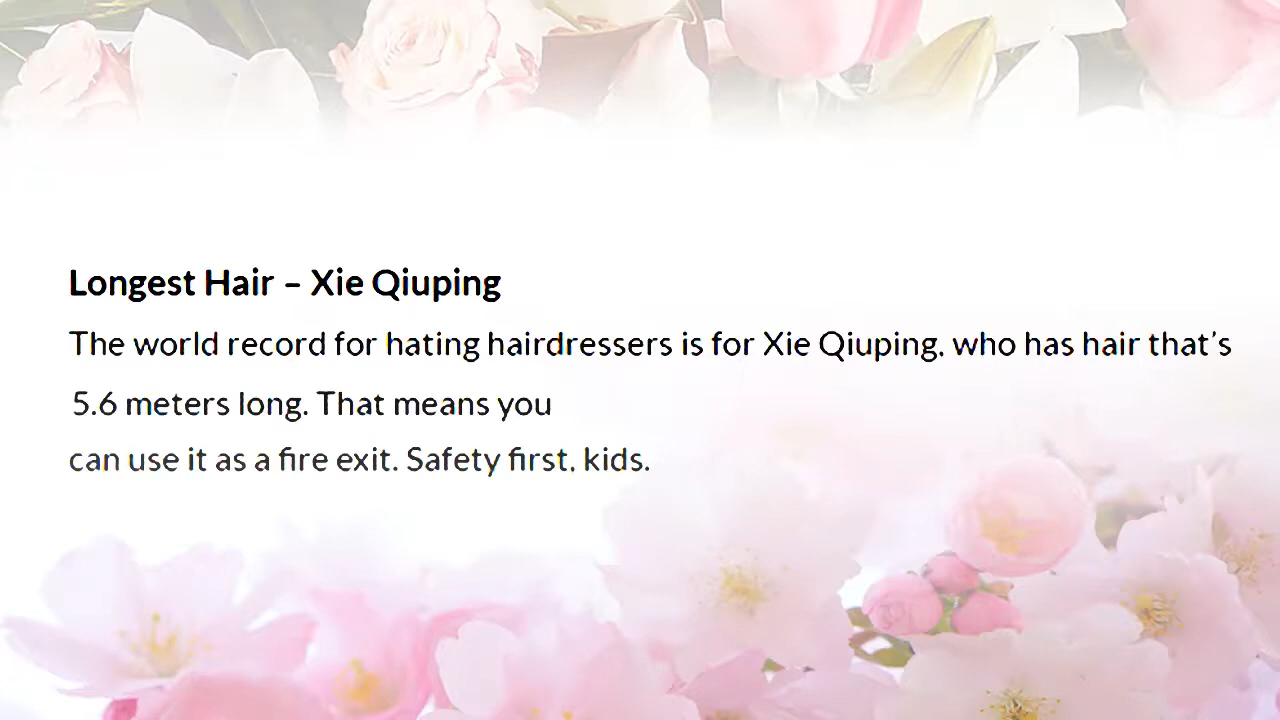 Longest Hair – Xie Qiuping
The world record for hating hairdressers is for Xie Qiuping, who has hair that's
5.6 meters long. That means you
can use it as a fire exit. Safety first, kids.